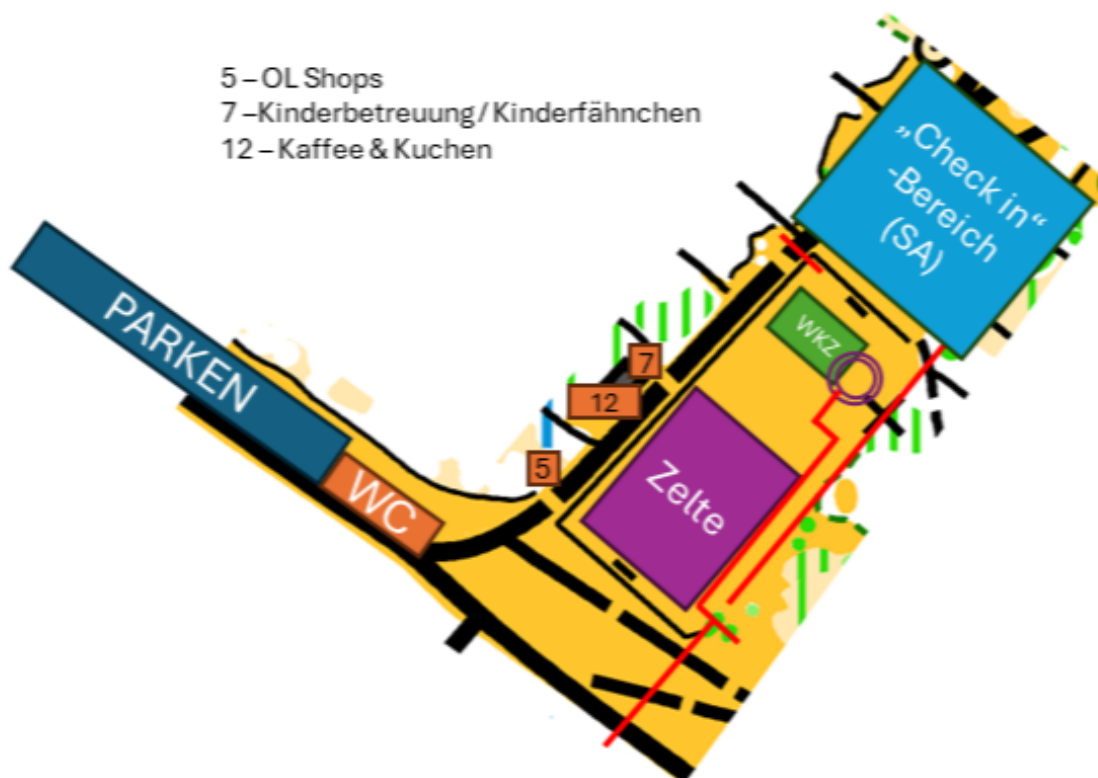 5 – OL Shops
7 –Kinderbetreuung / Kinderfähnchen
12 – Kaffee & Kuchen
„Check in“
-Bereich
(SA)
PARKEN
WKZ
7
12
5
WC
Zelte